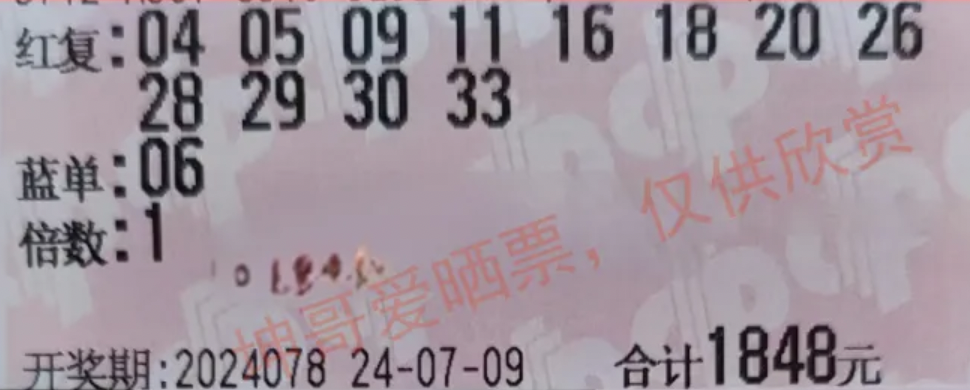 红复:04 05 09 11 16 18 20 26
28 29 30 33
蓝单:06
倍数:1
坤哥爱晒票，仅供欣赏
开奖期:2024078 24-07-09 合计1848元